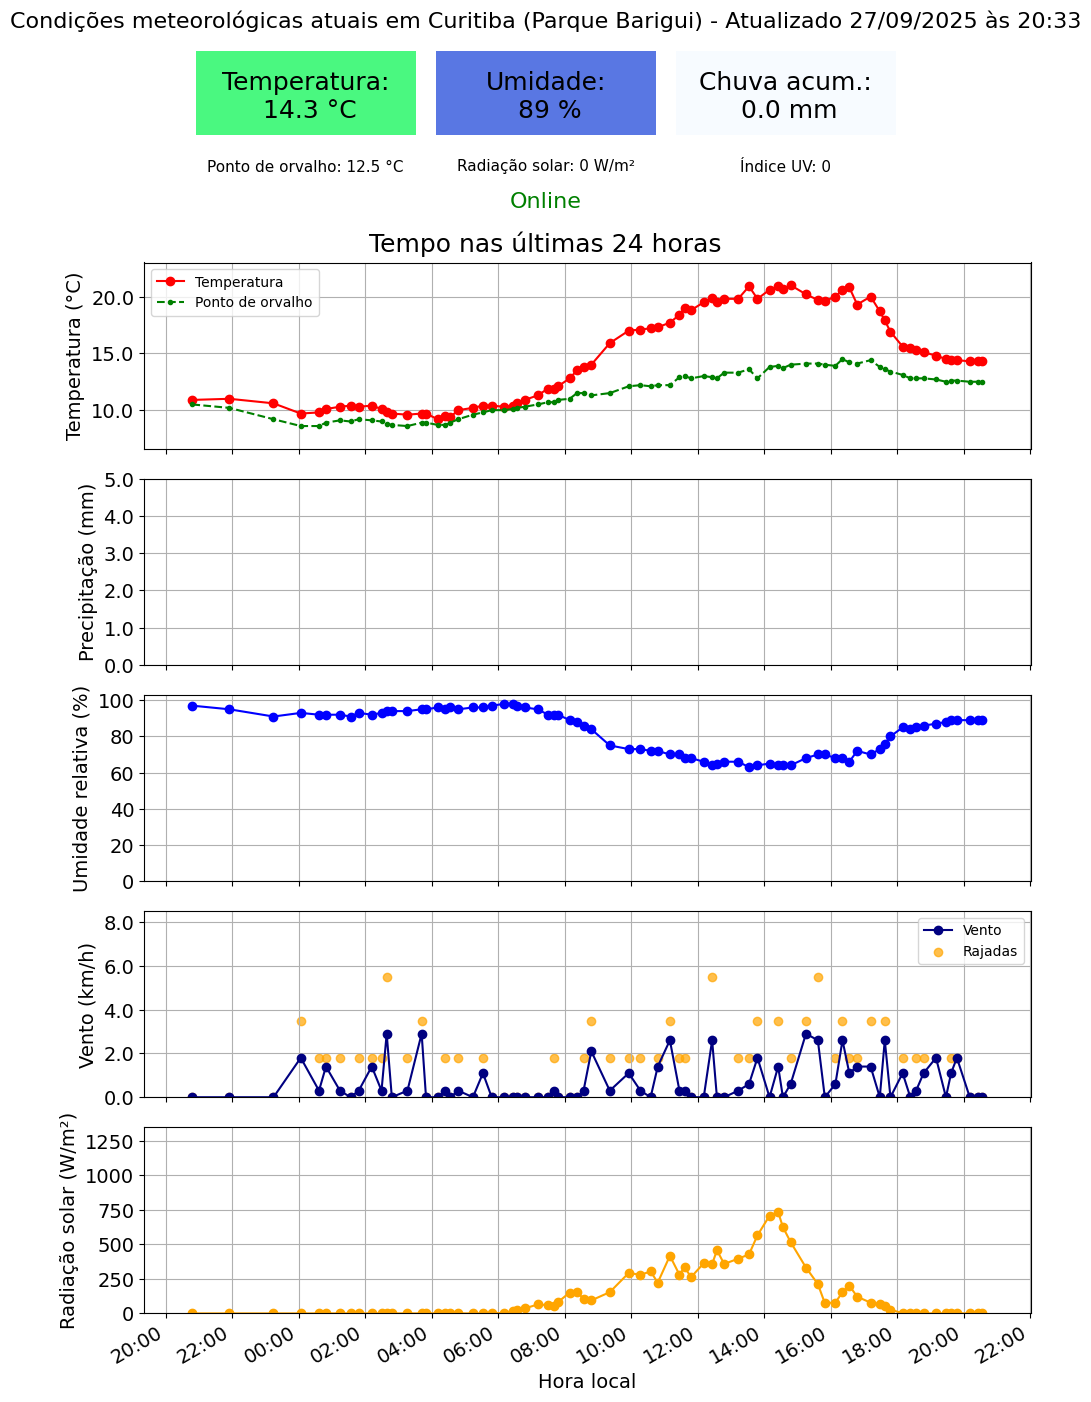 Condições meteorológicas atuais em Curitiba (Parque Barigui) - Atualizado 27/09/2025 às 20:33
Temperatura:
14.3 °C
Umidade:
89 %
Chuva acum.:
0.0 mm
Ponto de orvalho: 12.5 °C
Radiação solar: 0 W/m²
Índice UV: 0
Online
Tempo nas últimas 24 horas
Temperatura (°C)
20.0
15.0
10.0
Temperatura
Ponto de orvalho
Precipitação (mm)
5.0
4.0
3.0
2.0
1.0
0.0
Umidade relativa (%)
100
80
60
40
20
0
Vento (km/h)
8.0
6.0
4.0
2.0
0.0
Vento
Rajadas
Radiação solar (W/m²)
1250
1000
750
500
250
0
20:00
22:00
00:00
02:00
04:00
06:00
08:00
10:00
12:00
14:00
16:00
18:00
20:00
22:00
Hora local